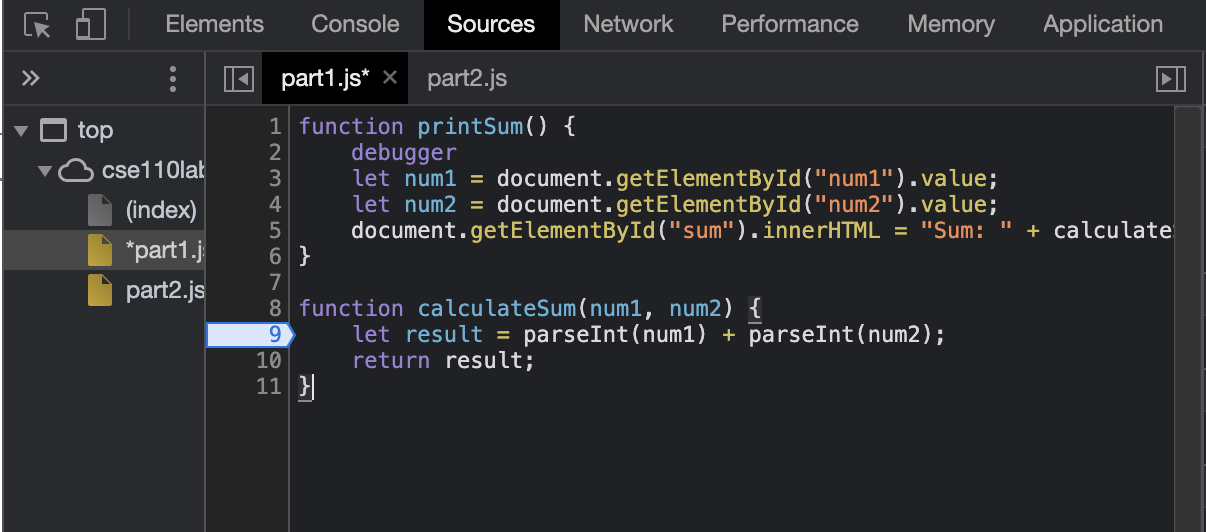 Elements Console Sources Network Performance Memory Application
part1.js* × part2.js
top
cse110lab
(index)
*part1.js
part2.js
1 function printSum() {
2 debugger
3 let num1 = document.getElementById("num1").value;
4 let num2 = document.getElementById("num2").value;
5 document.getElementById("sum").innerHTML = "Sum: " + calculate
6 }
7
8 function calculateSum(num1, num2) {
9 let result = parseInt(num1) + parseInt(num2);
10 return result;
11 }